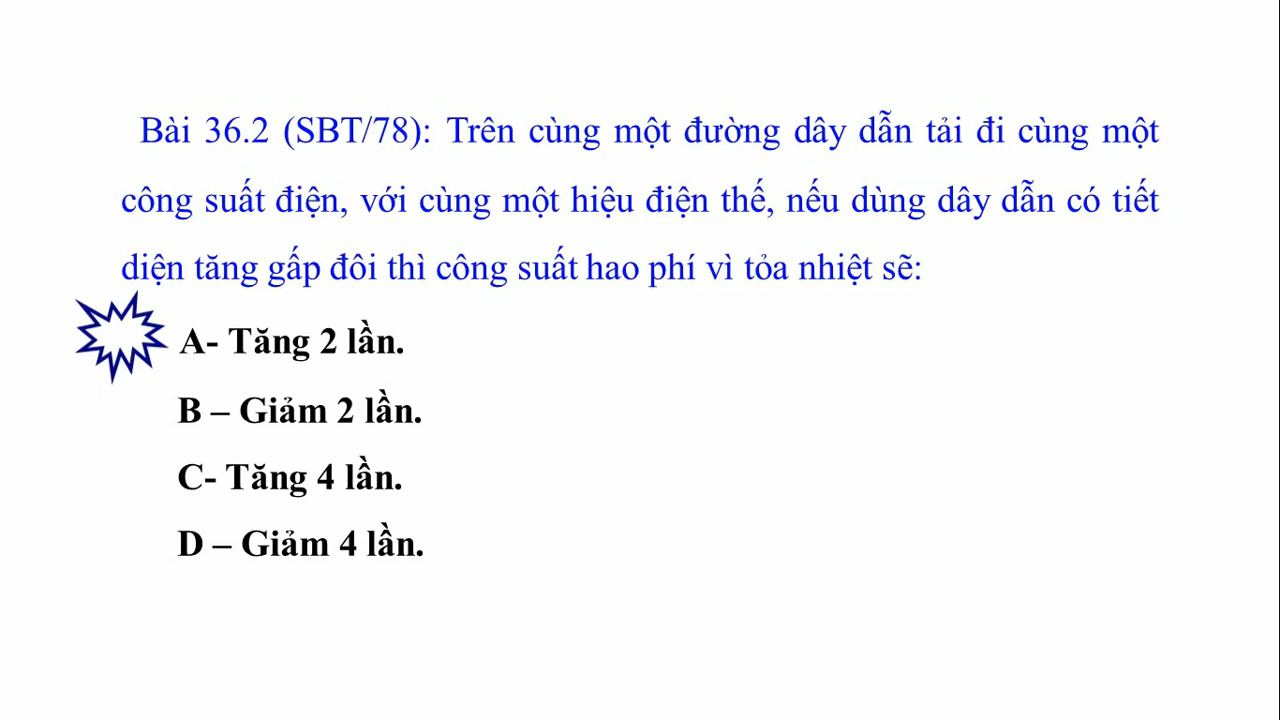 Bài 36.2 (SBT/78): Trên cùng một đường dây dẫn tải đi cùng một
công suất điện, với cùng một hiệu điện thế, nếu dùng dây dẫn có tiết
diện tăng gấp đôi thì công suất hao phí vì tỏa nhiệt sẽ:
A- Tăng 2 lần.
B – Giảm 2 lần.
C- Tăng 4 lần.
D – Giảm 4 lần.